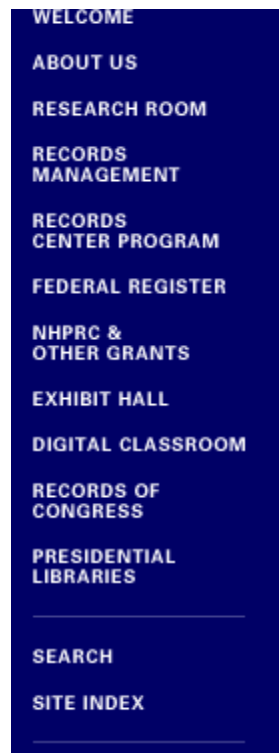 WELCOME
ABOUT US
RESEARCH ROOM
RECORDS
MANAGEMENT
RECORDS
CENTER PROGRAM
FEDERAL REGISTER
NHPRC &
OTHER GRANTS
EXHIBIT HALL
DIGITAL CLASSROOM
RECORDS OF
CONGRESS
PRESIDENTIAL
LIBRARIES
SEARCH
SITE INDEX